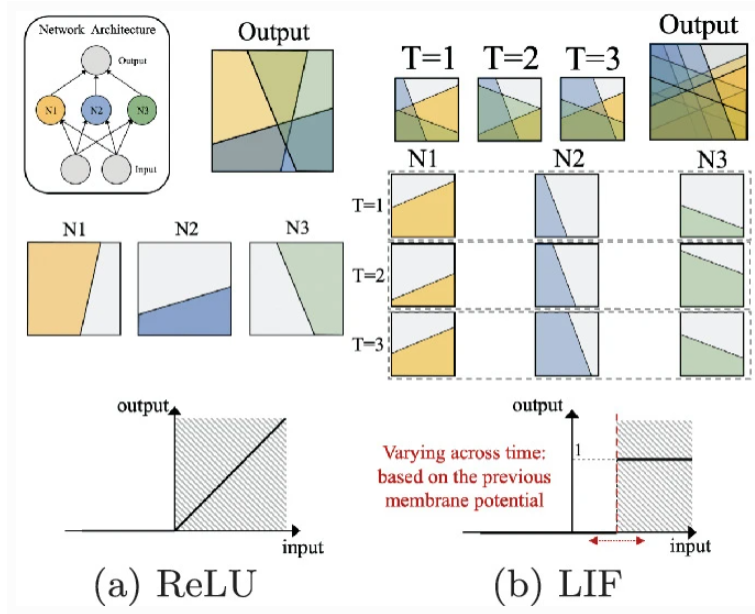 Network Architecture
Output
N1 N2 N3
Input
Output
N1 N2 N3
output
input
(a) ReLU
T=1 T=2 T=3
Output
N1 N2 N3
T=1
T=2
T=3
output
1
Varying across time:
based on the previous
membrane potential
input
(b) LIF